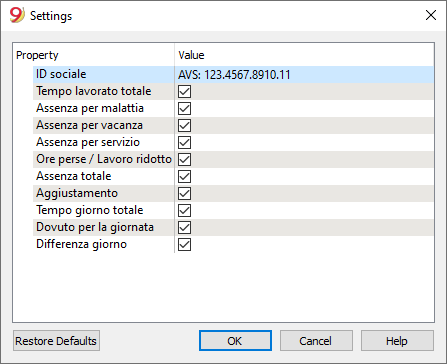 9 Settings
Property Value
ID sociale AVS: 123.4567.8910.11
Tempo lavorato totale
Assenza per malattia
Assenza per vacanza
Assenza per servizio
Ore perse / Lavoro ridotto
Assenza totale
Aggiustamento
Tempo giorno totale
Dovuto per la giornata
Differenza giorno
Restore Defaults OK Cancel Help